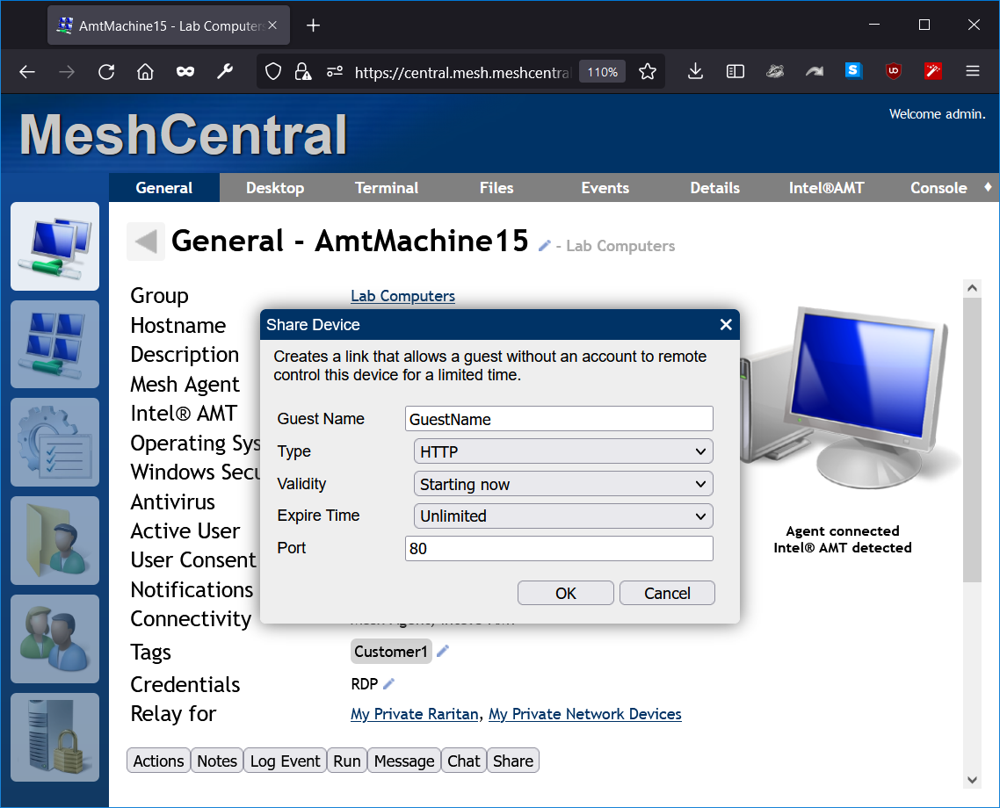 AmtMachine15 - Lab Computers
https://central.mesh.meshcentral
110%
MeshCentral
Welcome admin.
General Desktop Terminal Files Events Details Intel®AMT Console
General - AmtMachine15 - Lab Computers
Group Lab Computers
Hostname
Description
Mesh Agent
Intel® AMT
Operating Sys
Windows Secu
Antivirus
Active User
User Consent
Notifications
Connectivity
Tags Customer1
Credentials RDP
Relay for My Private Raritan, My Private Network Devices
Actions Notes Log Event Run Message Chat Share
Share Device
Creates a link that allows a guest without an account to remote
control this device for a limited time.
Guest Name GuestName
Type HTTP
Validity Starting now
Expire Time Unlimited
Port 80
OK Cancel
Agent connected
Intel® AMT detected